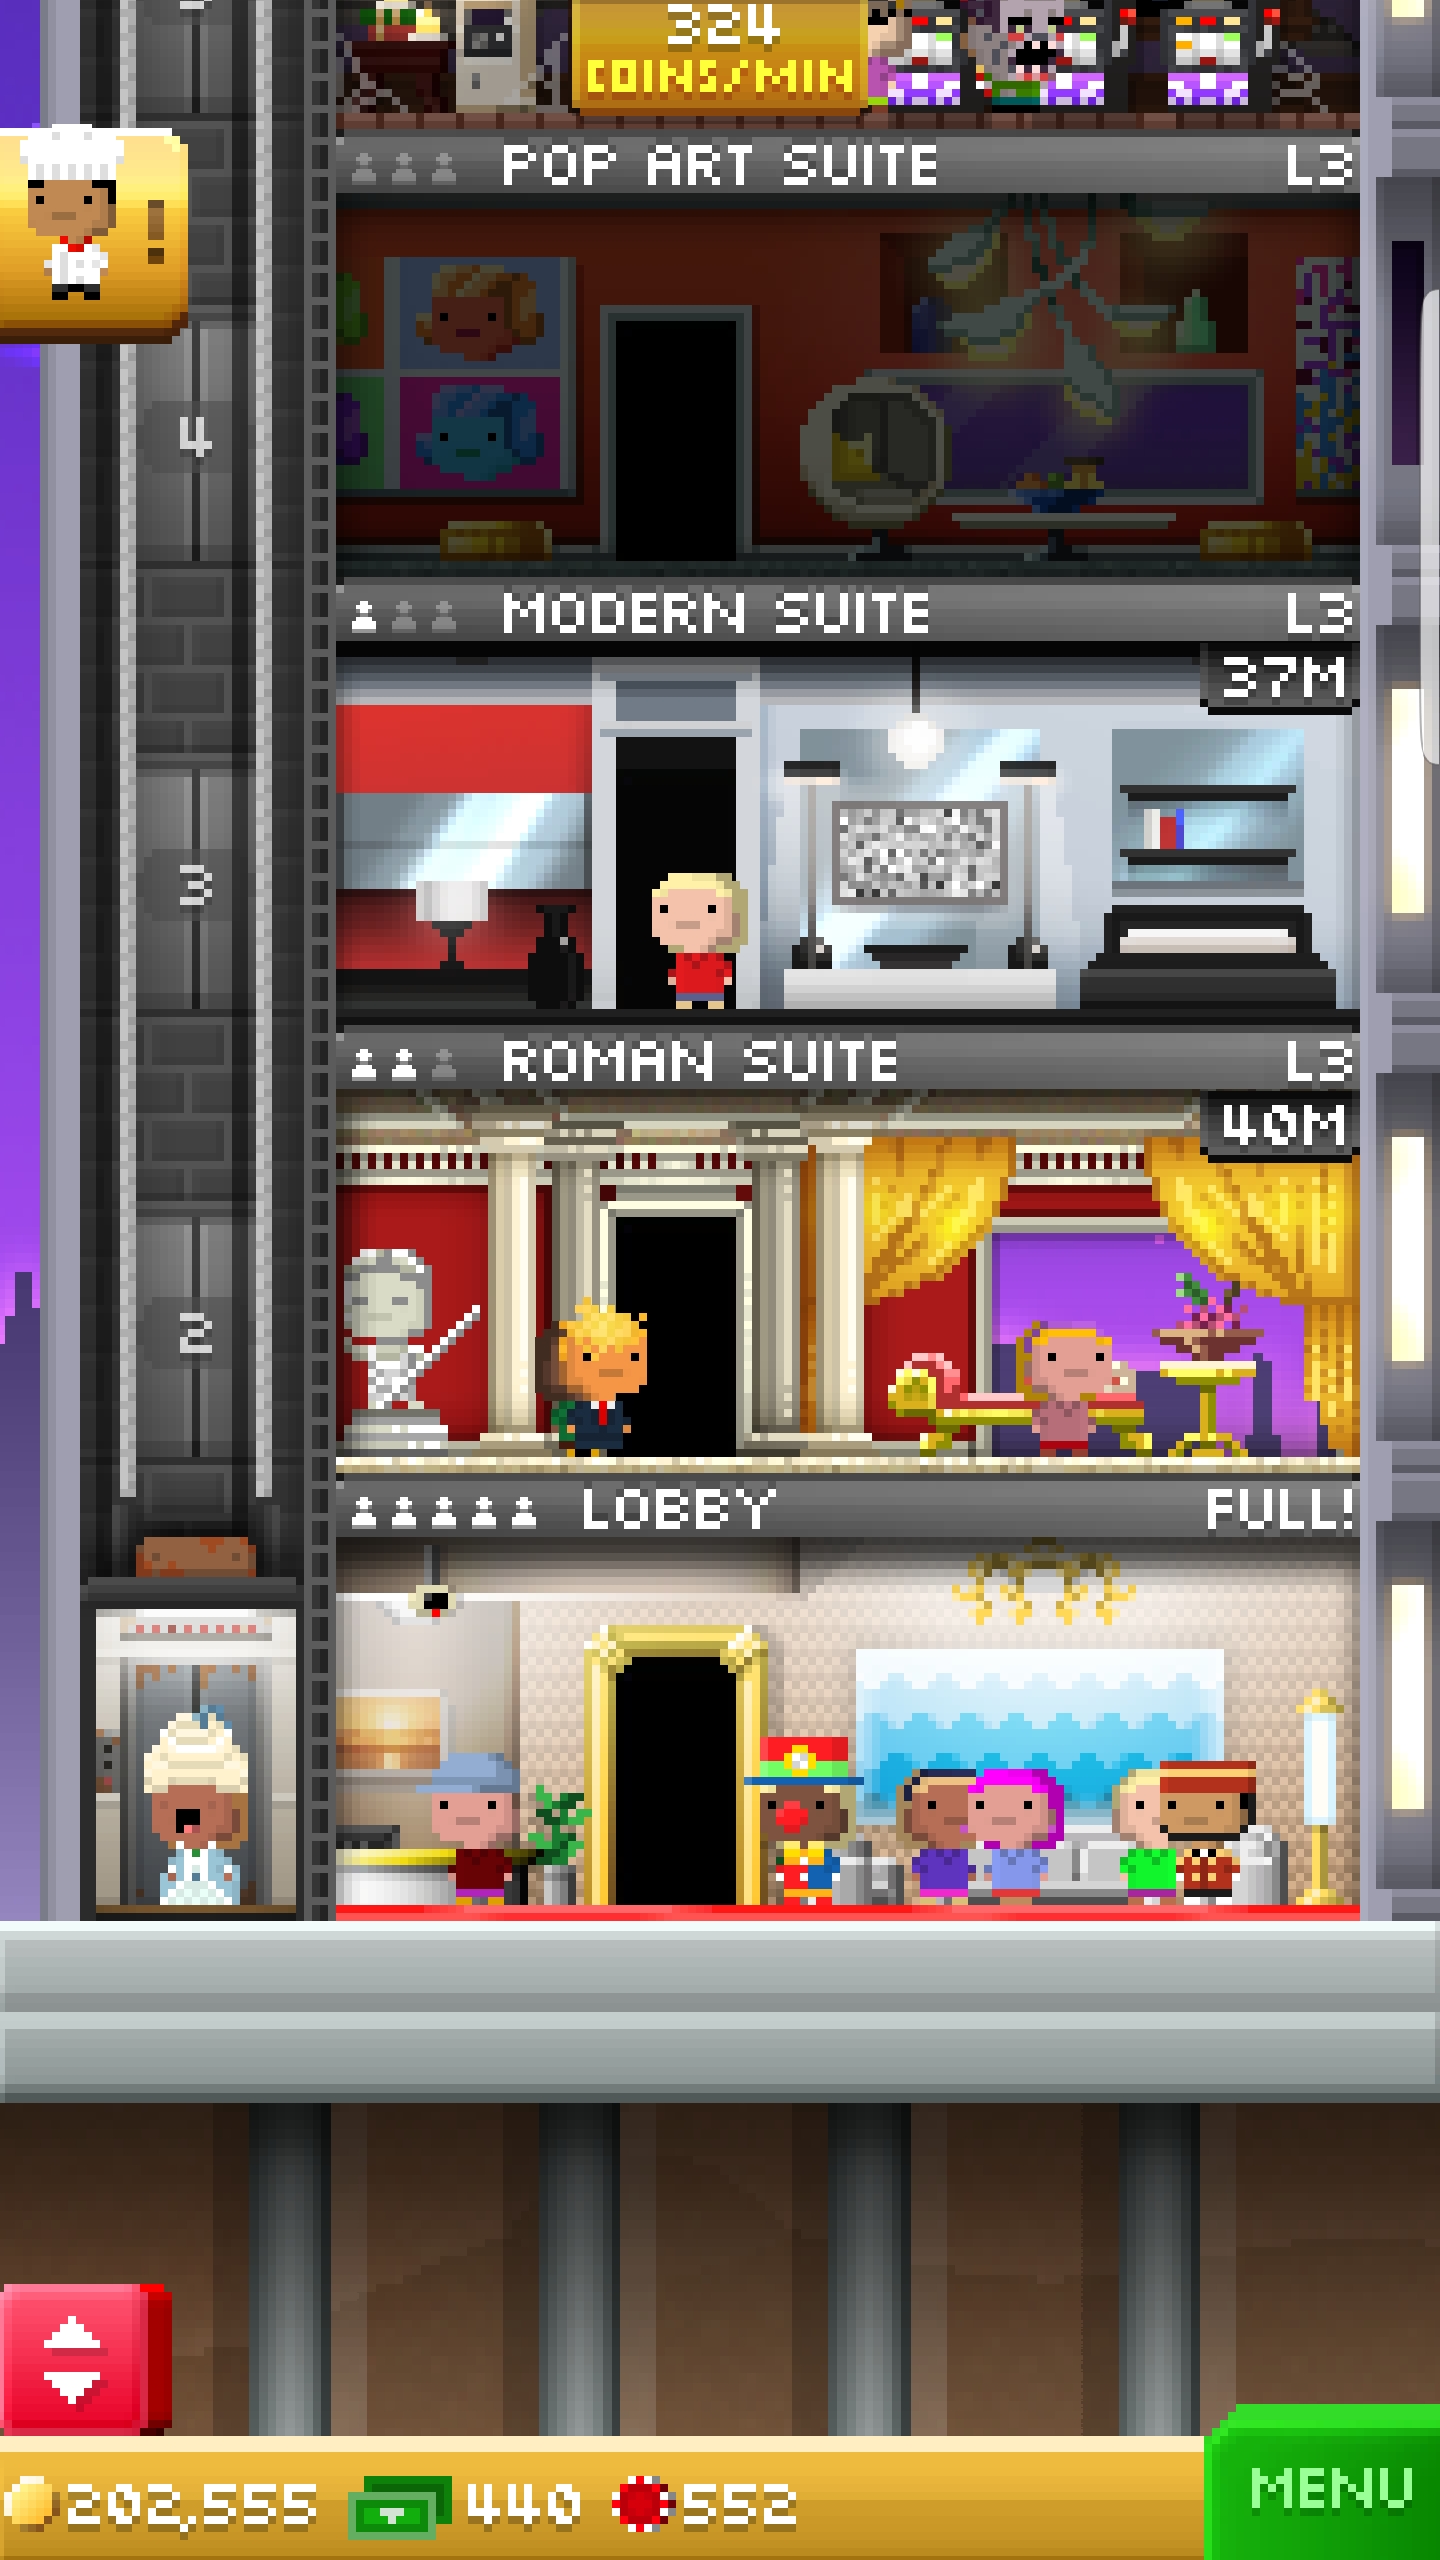 324
COINS/MIN
POP ART SUITE L3
!
4
MODERN SUITE L3
37M
3
ROMAN SUITE L3
40M
2
LOBBY FULL!
202,555 440 552
MENU